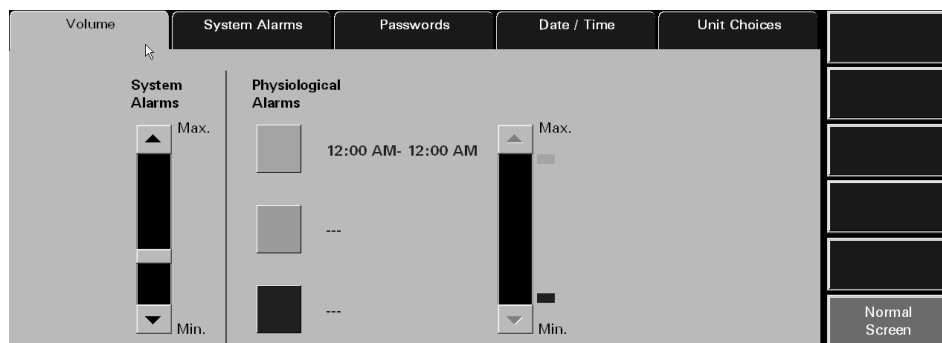 Volume
System Alarms
Passwords
Date / Time
Unit Choices
System
Alarms
Max.
Min.
Physiological
Alarms
12:00 AM- 12:00 AM
---
---
Max.
Min.
Normal
Screen